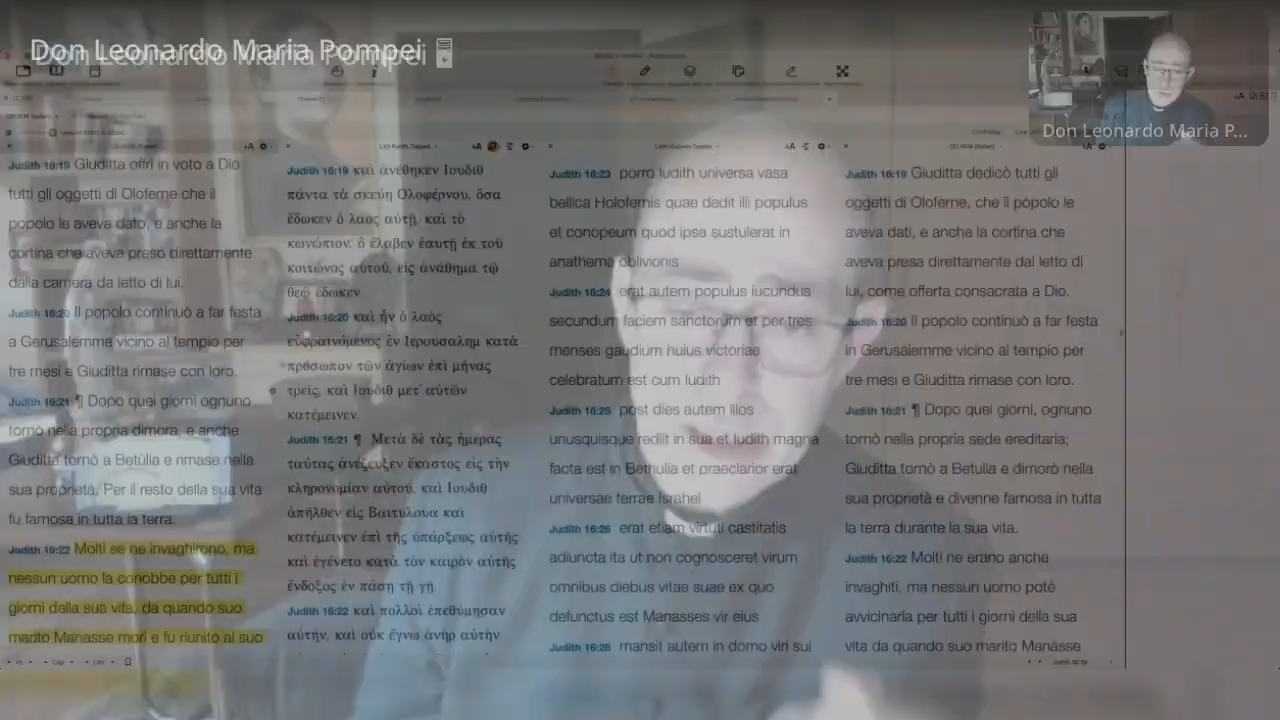 Don Leonardo Maria Pompei
Don Leonardo Maria P...
Judith 16:19 Giuditta offrì in voto a Dio
tutti gli oggetti di Oloferne che il
popolo le aveva dato, e anche la
cortina che aveva preso direttamente
dalla camera da letto di lui.
Judith 16:20 Il popolo continuò a far festa
a Gerusalemme vicino al tempio per
tre mesi e Giuditta rimase con loro.
Judith 16:21 ¶ Dopo quei giorni ognuno
tornò nella propria dimora, e anche
Giuditta tornò a Betùlia e rimase nella
sua proprietà. Per il resto della sua vita
fu famosa in tutta la terra.
Judith 16:22 Molti se ne invaghirono, ma
nessun uomo la conobbe per tutti i
giorni della sua vita, da quando suo
marito Manasse morì e fu riunito al suo
Judith 16:19 καὶ ἀνέθηκεν Ιουδιθ
πάντα τὰ σκεύη Ολοφέρνου, ὅσα
ἔδωκεν ὁ λαὸς αὐτῇ, καὶ τὸ
κωνώπιον, ὃ ἔλαβεν ἑαυτῇ ἐκ τοῦ
κοιτῶνος αὐτοῦ, εἰς ἀνάθημα τῷ
θεῷ ἔδωκεν
Judith 16:20 καὶ ἦν ὁ λαὸς
εὐφραινόμενος ἐν Ιερουσαλημ κατὰ
πρόσωπον τῶν ἁγίων ἐπὶ μῆνας
τρεῖς, καὶ Ιουδιθ μετ᾽ αὐτῶν
κατέμεινεν.
Judith 16:21 ¶ Μετὰ δὲ τὰς ἡμέρας
ταύτας ἀνέζευξεν ἕκαστος εἰς τὴν
κληρονομίαν αὐτοῦ, καὶ Ιουδιθ
ἀπῆλθεν εἰς Βαιτυλουα καὶ
κατέμεινεν ἐπὶ τῆς ὑπάρξεως αὐτῆς
καὶ ἐγένετο κατὰ τὸν καιρὸν αὐτῆς
ἔνδοξος ἐν πάσῃ τῇ γῇ
Judith 16:22 καὶ πολλοὶ ἐπεθύμησαν
αὐτήν, καὶ οὐκ ἔγνω ἀνὴρ αὐτὴν
Judith 16:23 porro Iudith universa vasa
bellica Holofernis quae dedit illi populus
et conopeum quod ipsa sustulerat in
anathema oblivionis
Judith 16:24 erat autem populus iucundus
secundum faciem sanctorum et per tres
menses gaudium huius victoriae
celebratum est cum Iudith
Judith 16:25 post dies autem illos
unusquisque rediit in sua et Iudith magna
facta est in Bethulia et praeclarior erat
universae terrae Israhel
Judith 16:26 erat etiam virtuti castitatis
adiuncta ita ut non cognosceret virum
omnibus diebus vitae suae ex quo
defunctus est Manasses vir eius
Judith 16:28 mansit autem in domo viri sui
Judith 16:19 Giuditta dedicò tutti gli
oggetti di Oloferne, che il popolo le
aveva dati, e anche la cortina che
aveva presa direttamente dal letto di
lui, come offerta consacrata a Dio.
Judith 16:20 Il popolo continuò a far festa
in Gerusalemme vicino al tempio per
tre mesi e Giuditta rimase con loro.
Judith 16:21 ¶ Dopo quei giorni, ognuno
tornò nella propria sede ereditaria;
Giuditta tornò a Betulia e dimorò nella
sua proprietà e divenne famosa in tutta
la terra durante la sua vita.
Judith 16:22 Molti ne erano anche
invaghiti, ma nessun uomo potè
avvicinarla per tutti i giorni della sua
vita da quando suo marito Manàsse
Judith 16:19